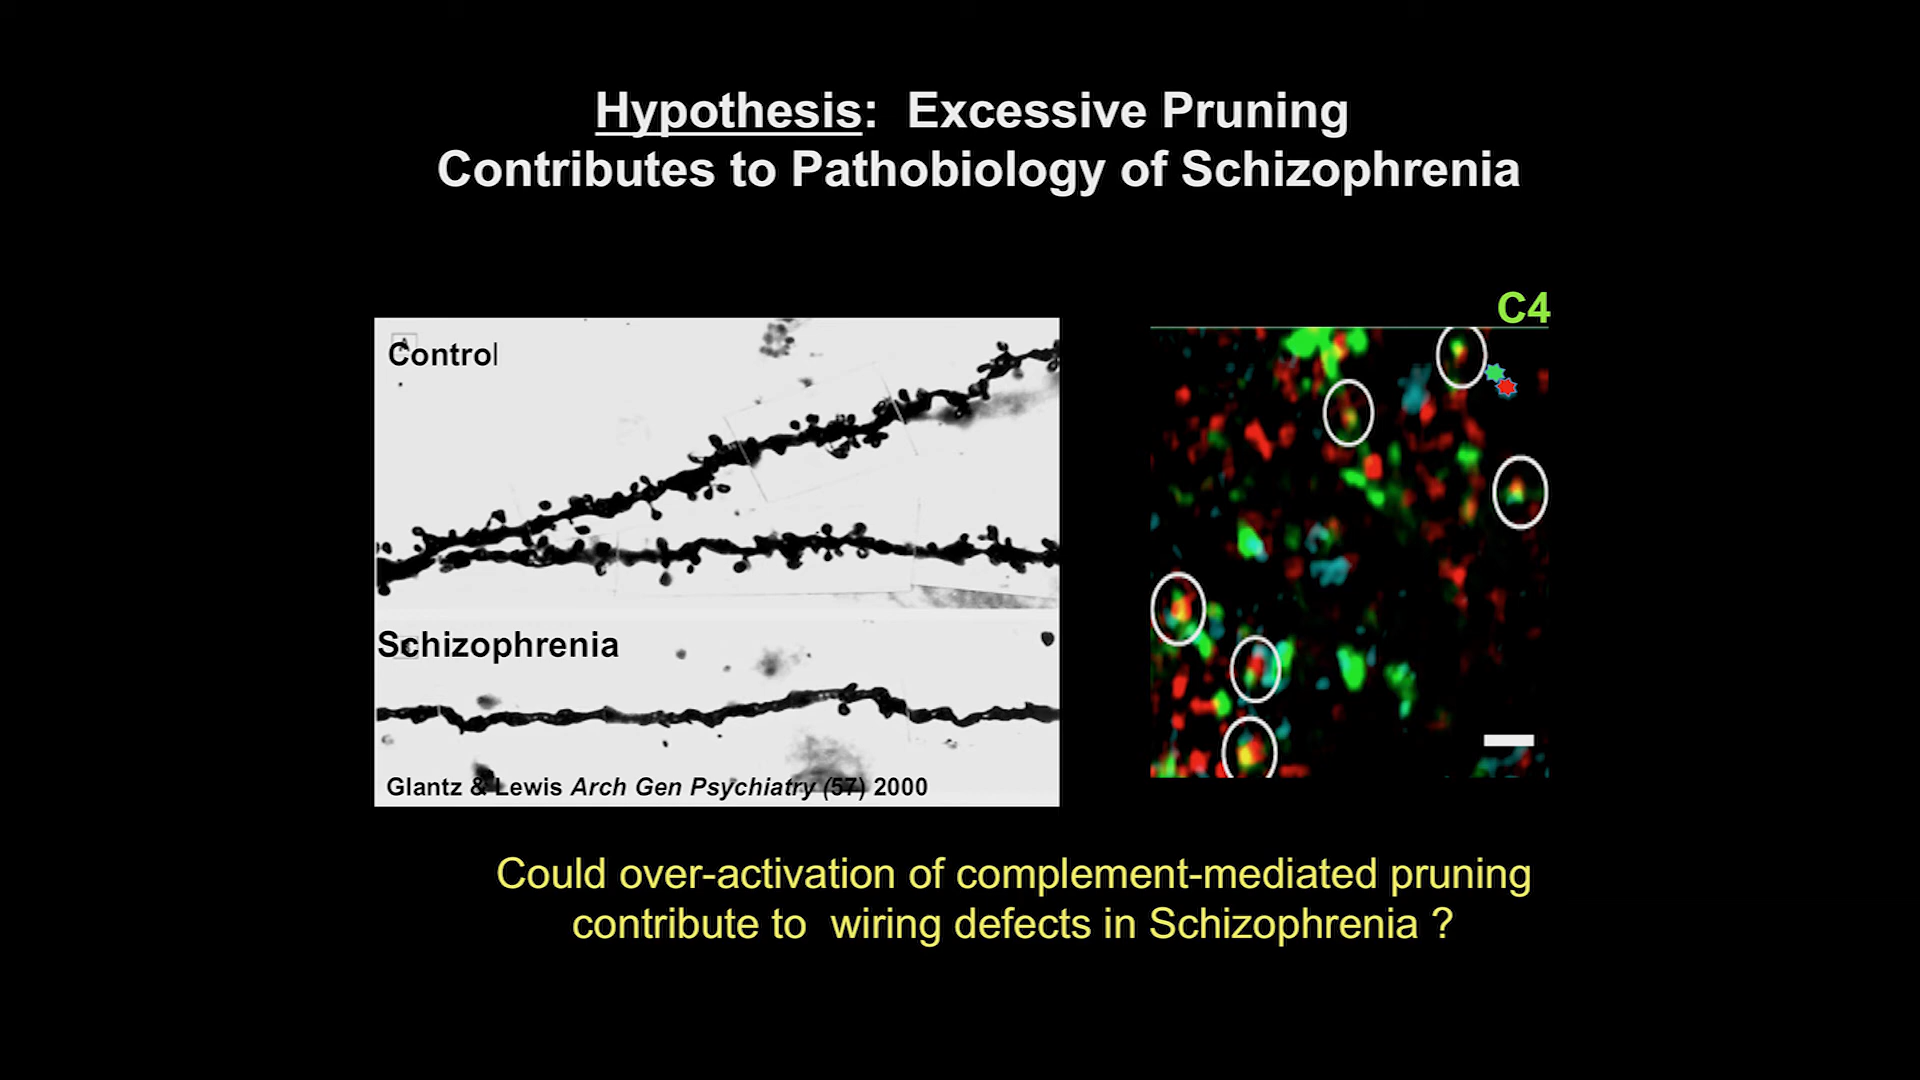 Hypothesis: Excessive Pruning
Contributes to Pathobiology of Schizophrenia
C4
Control
Schizophrenia
Glantz & Lewis Arch Gen Psychiatry (57) 2000
Could over-activation of complement-mediated pruning
contribute to wiring defects in Schizophrenia ?